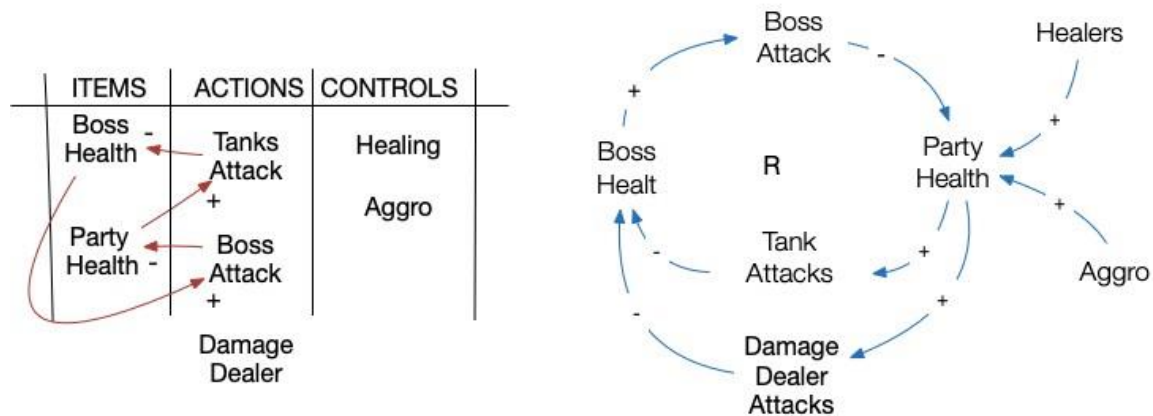 ITEMS ACTIONS CONTROLS
Boss
Health -
Tanks
Attack
+
Healing
Aggro
Party
Health -
Boss
Attack
+
Damage
Dealer
Boss
Attack
-
Healers
+
+
Boss
Healt
R
Party
Health
+
Tank
Attacks
+
-
Aggro
+
-
Damage
Dealer
Attacks